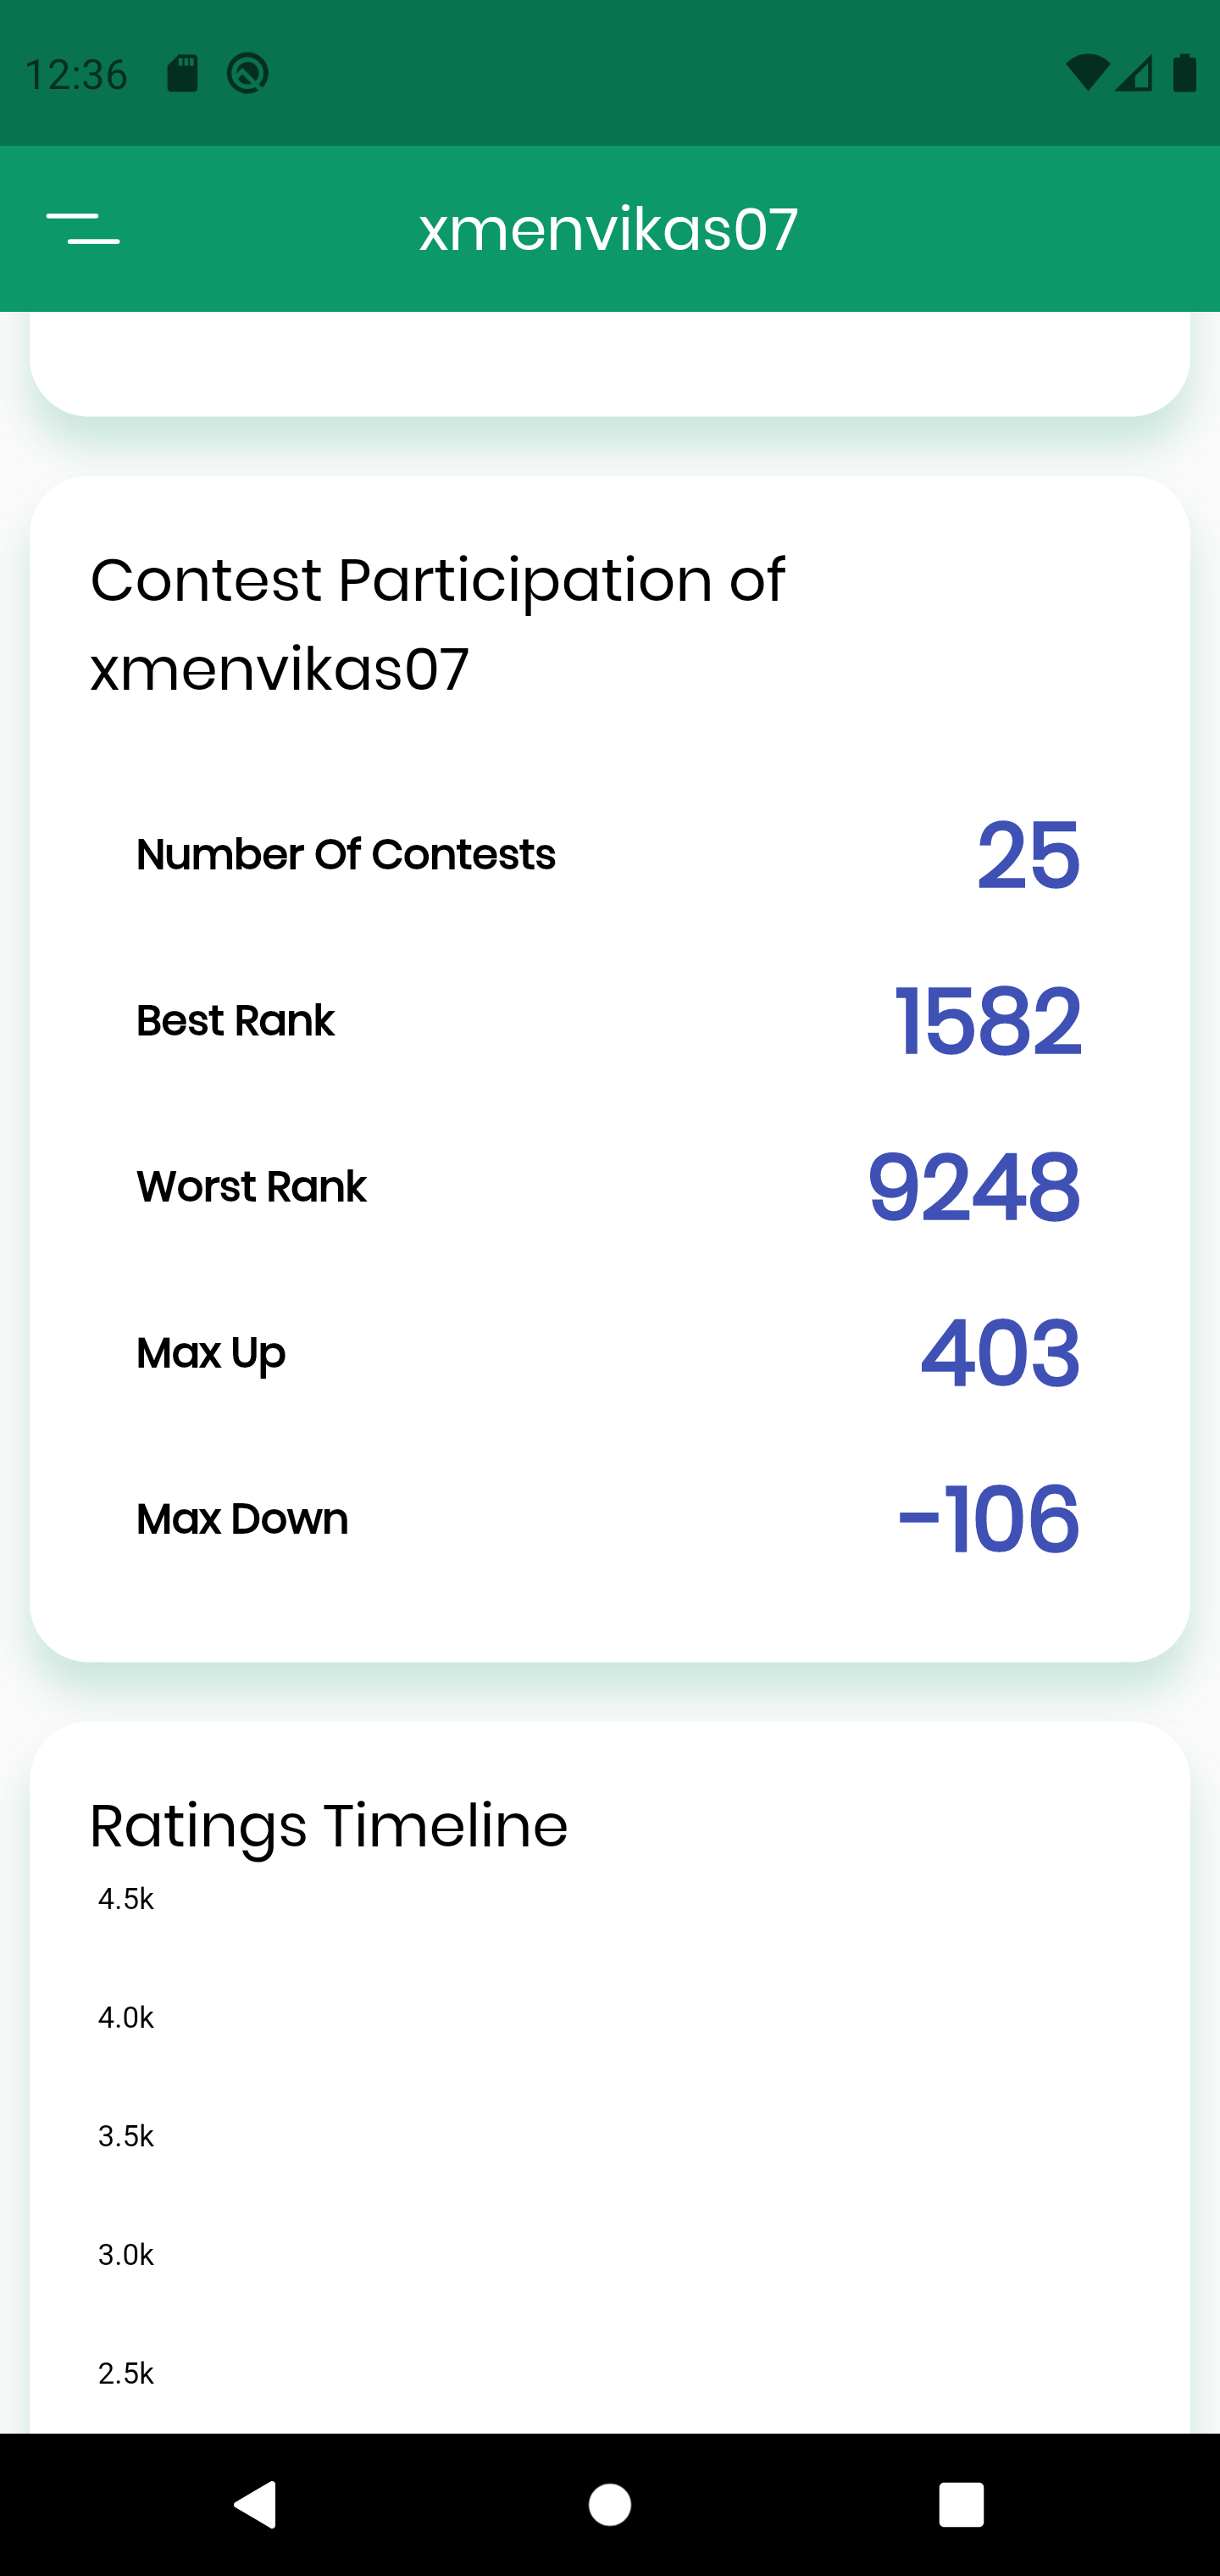 12:36
xmenvikas07
Contest Participation of
xmenvikas07
Number Of Contests 25
Best Rank 1582
Worst Rank 9248
Max Up 403
Max Down -106
Ratings Timeline
4.5k
4.0k
3.5k
3.0k
2.5k